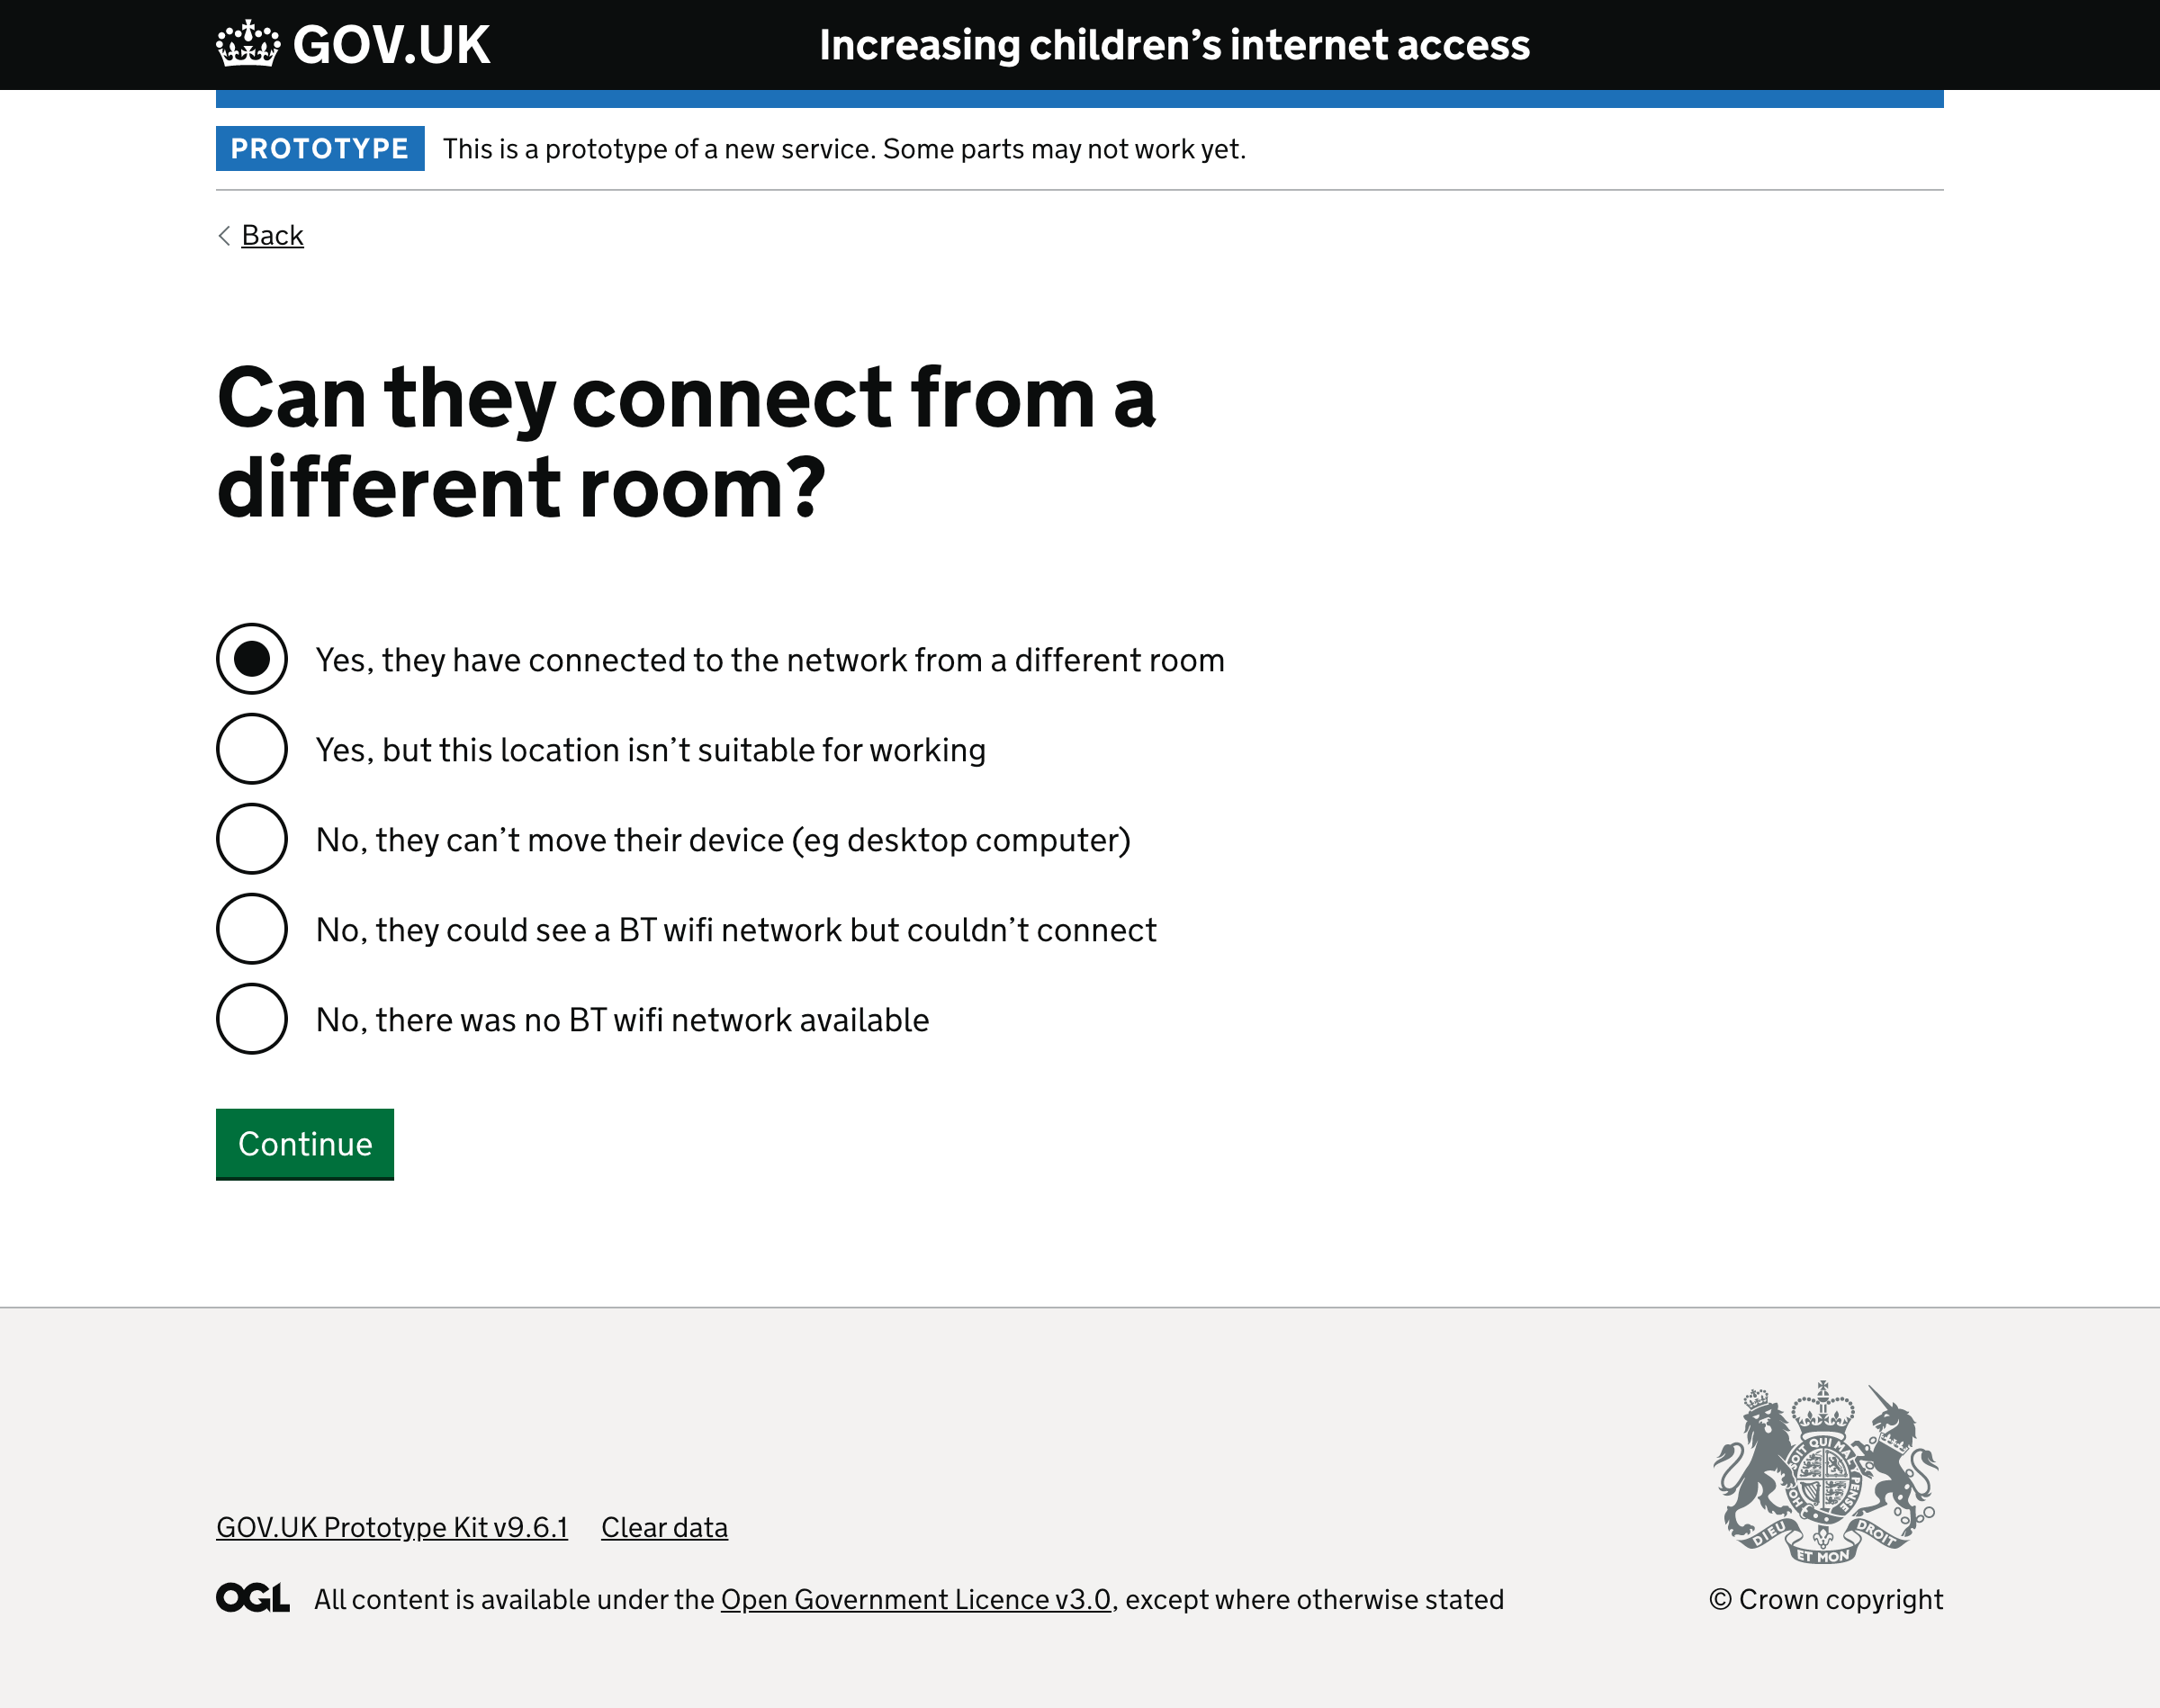 GOV.UK
Increasing children’s internet access
PROTOTYPE
This is a prototype of a new service. Some parts may not work yet.
Back
Can they connect from a
different room?
Yes, they have connected to the network from a different room
Yes, but this location isn’t suitable for working
No, they can’t move their device (eg desktop computer)
No, they could see a BT wifi network but couldn’t connect
No, there was no BT wifi network available
Continue
GOV.UK Prototype Kit v9.6.1
Clear data
OGL
All content is available under the Open Government Licence v3.0, except where otherwise stated
DIEU ET MON DROIT
© Crown copyright